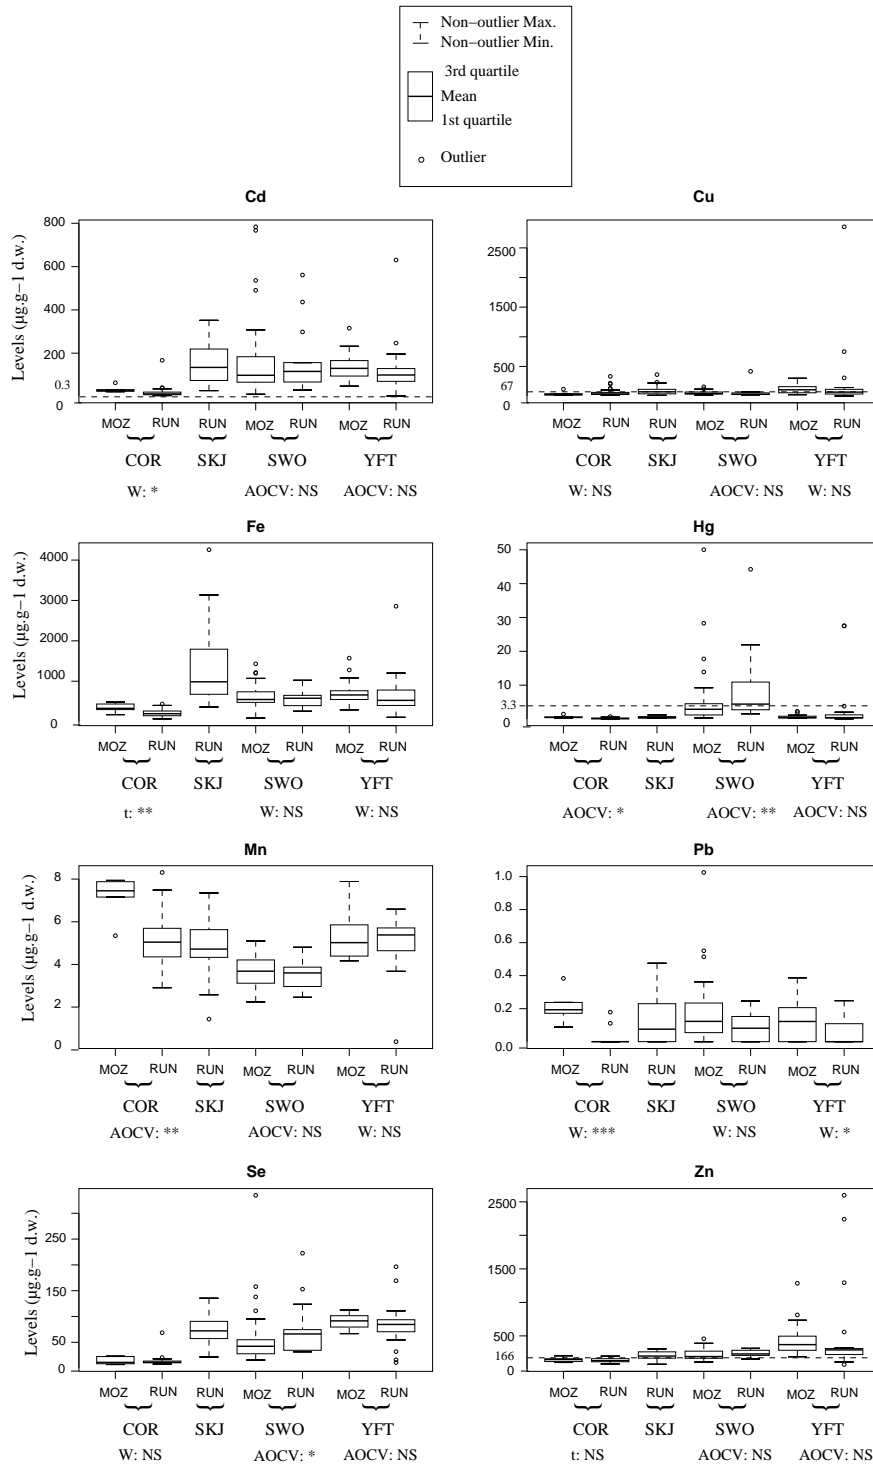 Non−outlier Max.
Non−outlier Min.
3rd quartile
Mean
1st quartile
Outlier
Cd
Levels (µg.g−1 d.w.)
800
600
400
200
0.3
0
MOZ RUN RUN MOZ RUN MOZ RUN
COR SKJ SWO YFT
W: * AOCV: NS AOCV: NS
Cu
2500
1500
500
67
0
MOZ RUN RUN MOZ RUN MOZ RUN
COR SKJ SWO YFT
W: NS AOCV: NS W: NS
Fe
Levels (µg.g−1 d.w.)
4000
3000
1000
0
MOZ RUN RUN MOZ RUN MOZ RUN
COR SKJ SWO YFT
t: ** W: NS W: NS
Hg
50
40
30
20
10
3.3
0
MOZ RUN RUN MOZ RUN MOZ RUN
COR SKJ SWO YFT
AOCV: * AOCV: ** AOCV: NS
Mn
Levels (µg.g−1 d.w.)
8
6
4
2
0
MOZ RUN RUN MOZ RUN MOZ RUN
COR SKJ SWO YFT
AOCV: ** AOCV: NS W: NS
Pb
1.0
0.8
0.6
0.4
0.2
0.0
MOZ RUN RUN MOZ RUN MOZ RUN
COR SKJ SWO YFT
W: *** W: NS W: *
Se
Levels (µg.g−1 d.w.)
250
150
50
0
MOZ RUN RUN MOZ RUN MOZ RUN
COR SKJ SWO YFT
W: NS AOCV: * AOCV: NS
Zn
2500
1500
500
166
0
MOZ RUN RUN MOZ RUN MOZ RUN
COR SKJ SWO YFT
t: NS AOCV: NS AOCV: NS